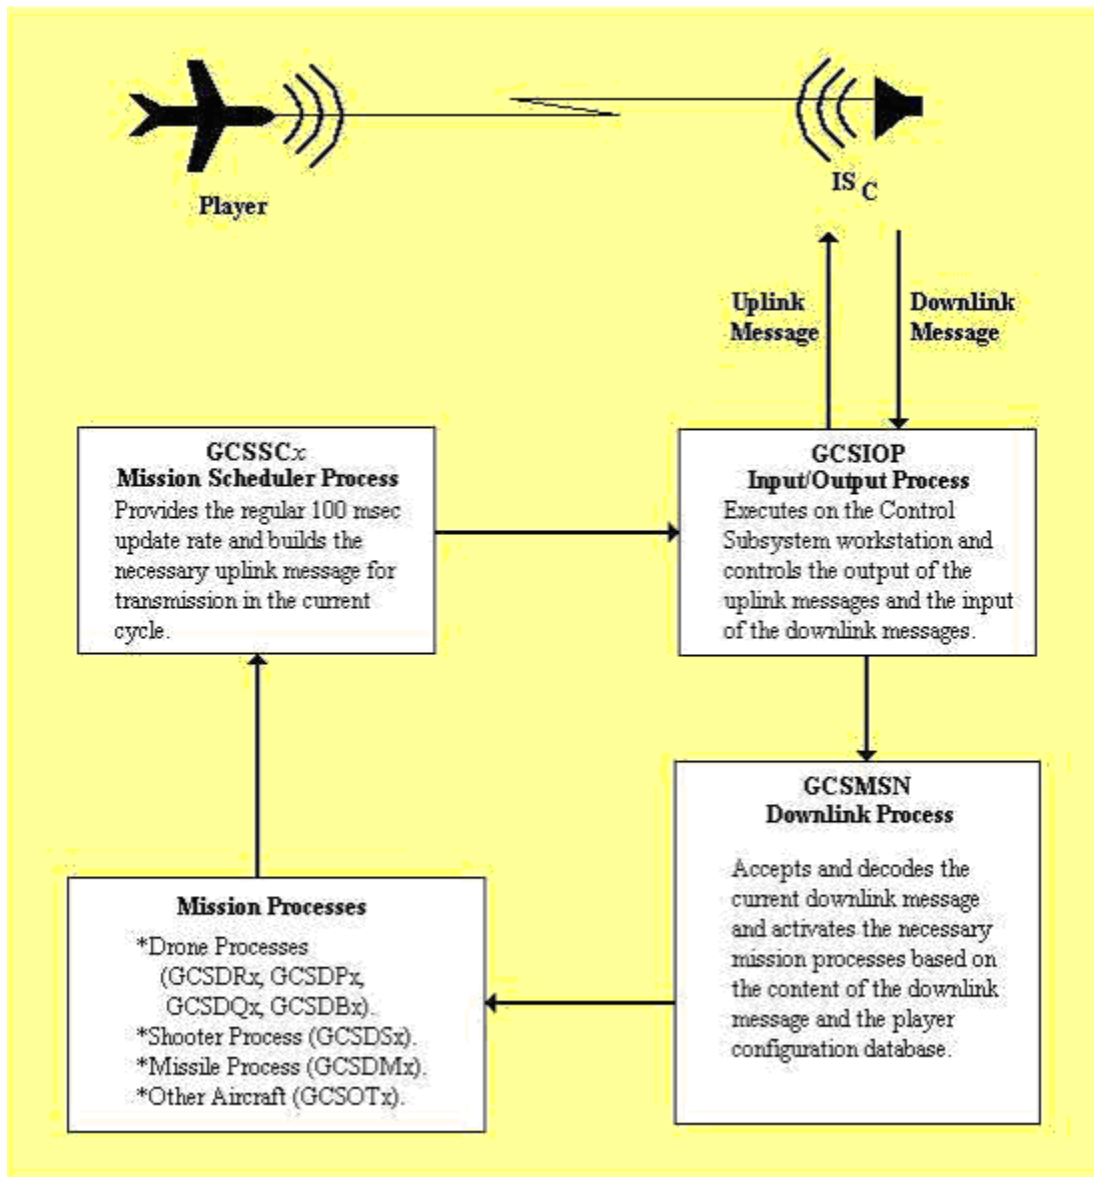 Player
IS C
Uplink
Message
Downlink
Message
GCSSCx
Mission Scheduler Process
Provides the regular 100 msec
update rate and builds the
necessary uplink message for
transmission in the current
cycle.
GCSIOP
Input/Output Process
Executes on the Control
Subsystem workstation and
controls the output of the
uplink messages and the input
of the downlink messages.
GCSMSN
Downlink Process
Accepts and decodes the
current downlink message
and activates the necessary
mission processes based on
the content of the downlink
message and the player
configuration database.
Mission Processes
*Drone Processes
(GCSDRx, GCSDPx,
GCSDQx, GCSDBx).
*Shooter Process (GCSDSx).
*Missile Process (GCSDMx).
*Other Aircraft (GCSOTx).